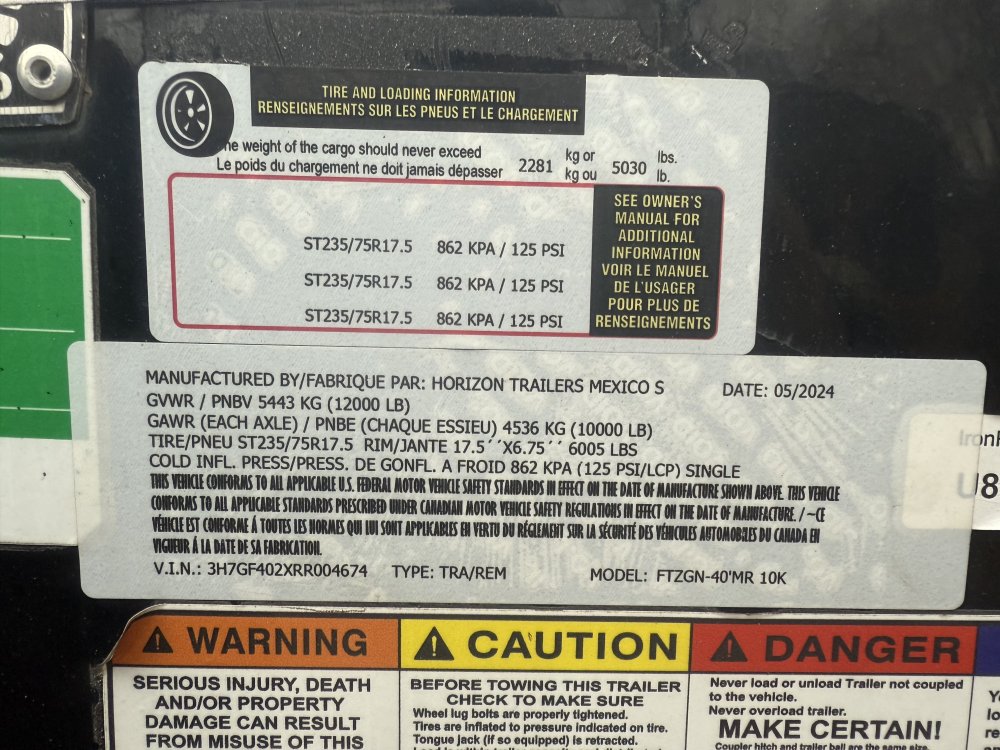 TIRE AND LOADING INFORMATION
RENSEIGNEMENTS SUR LES PNEUS ET LE CHARGEMENT
he weight of the cargo should never exceed
Le poids du chargement ne doit jamais dépasser
2281 kg or 5030 lbs.
kg ou lb.
ST235/75R17.5 862 KPA / 125 PSI
ST235/75R17.5 862 KPA / 125 PSI
ST235/75R17.5 862 KPA / 125 PSI
SEE OWNER'S
MANUAL FOR
ADDITIONAL
INFORMATION
VOIR LE MANUEL
DE L'USAGER
POUR PLUS DE
RENSEIGNEMENTS
MANUFACTURED BY/FABRIQUE PAR: HORIZON TRAILERS MEXICO S DATE: 05/2024
GVWR / PNBV 5443 KG (12000 LB)
GAWR (EACH AXLE) / PNBE (CHAQUE ESSIEU) 4536 KG (10000 LB)
TIRE/PNEU ST235/75R17.5 RIM/JANTE 17.5´´X6.75´´ 6005 LBS
COLD INFL. PRESS/PRESS. DE GONFL. A FROID 862 KPA (125 PSI/LCP) SINGLE
THIS VEHICLE CONFORMS TO ALL APPLICABLE U.S. FEDERAL MOTOR VEHICLE SAFETY STANDARDS IN EFFECT ON THE DATE OF MANUFACTURE SHOWN ABOVE. THIS VEHICLE
CONFORMS TO ALL APPLICABLE STANDARDS PRESCRIBED UNDER CANADIAN MOTOR VEHICLE SAFETY REGULATIONS IN EFFECT ON THE DATE OF MANUFACTURE. / ~CE
VÉHICLE EST CONFORME Á TOUTES LES NORMES QUI IUI SONT APPLICABLES EN VERTU DU RÉGLEMENT SUR LA SÉCURITÉ DES VÉHICULES AUTOMOBILES DU CANADA EN
VIGUEUR Á LA DATE DE SA FABRICATION.
V.I.N.: 3H7GF402XRR004674 TYPE: TRA/REM MODEL: FTZGN-40'MR 10K
Iron
U8
WARNING
SERIOUS INJURY, DEATH
AND/OR PROPERTY
DAMAGE CAN RESULT
FROM MISUSE OF THIS
CAUTION
BEFORE TOWING THIS TRAILER
CHECK TO MAKE SURE
Wheel lug bolts are properly tightened.
Tires are inflated to pressure indicated on tire.
Tongue jack (if so equipped) is retracted.
DANGER
Never load or unload Trailer not coupled
to the vehicle.
Never overload trailer.
MAKE CERTAIN!
Coupler hitch and trailer ball are the same size